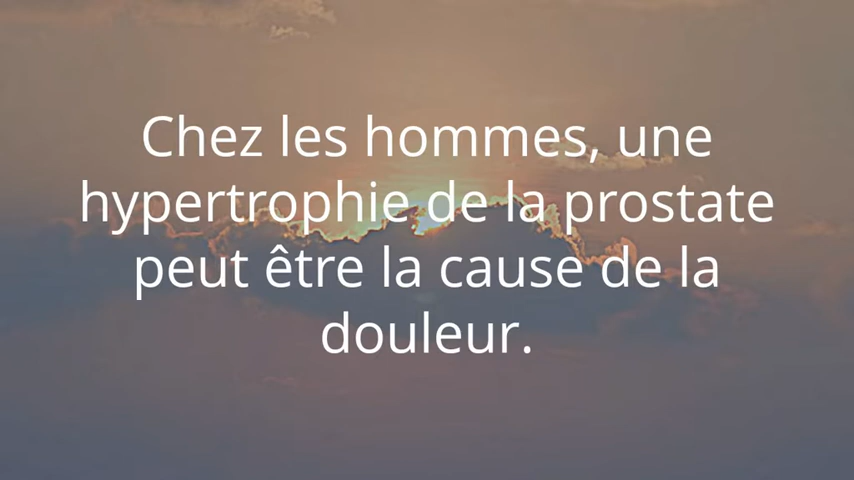 Chez les hommes, une
hypertrophie de la prostate
peut être la cause de la
douleur.